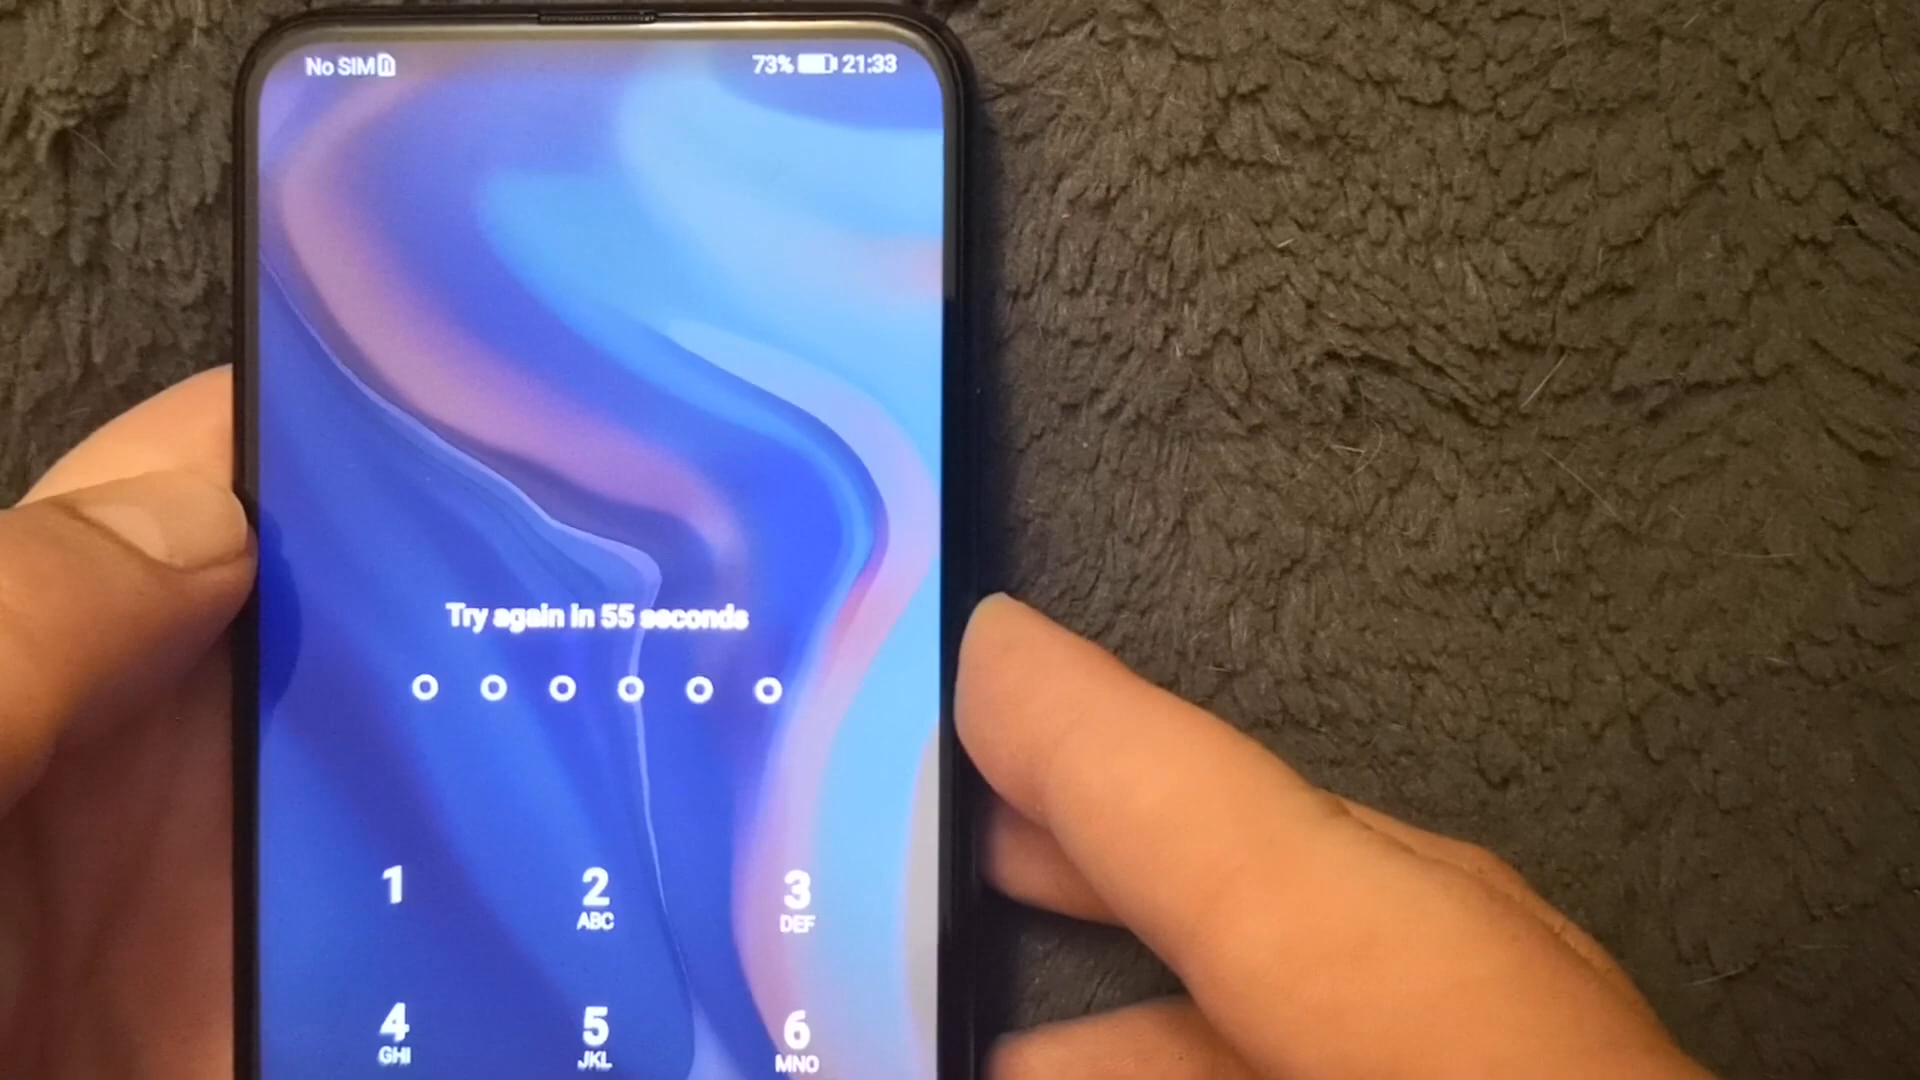 No SIM 73% 21:33
Try again in 55 seconds
1 2 3
ABC DEF
4 5 6
GHI JKL MNO